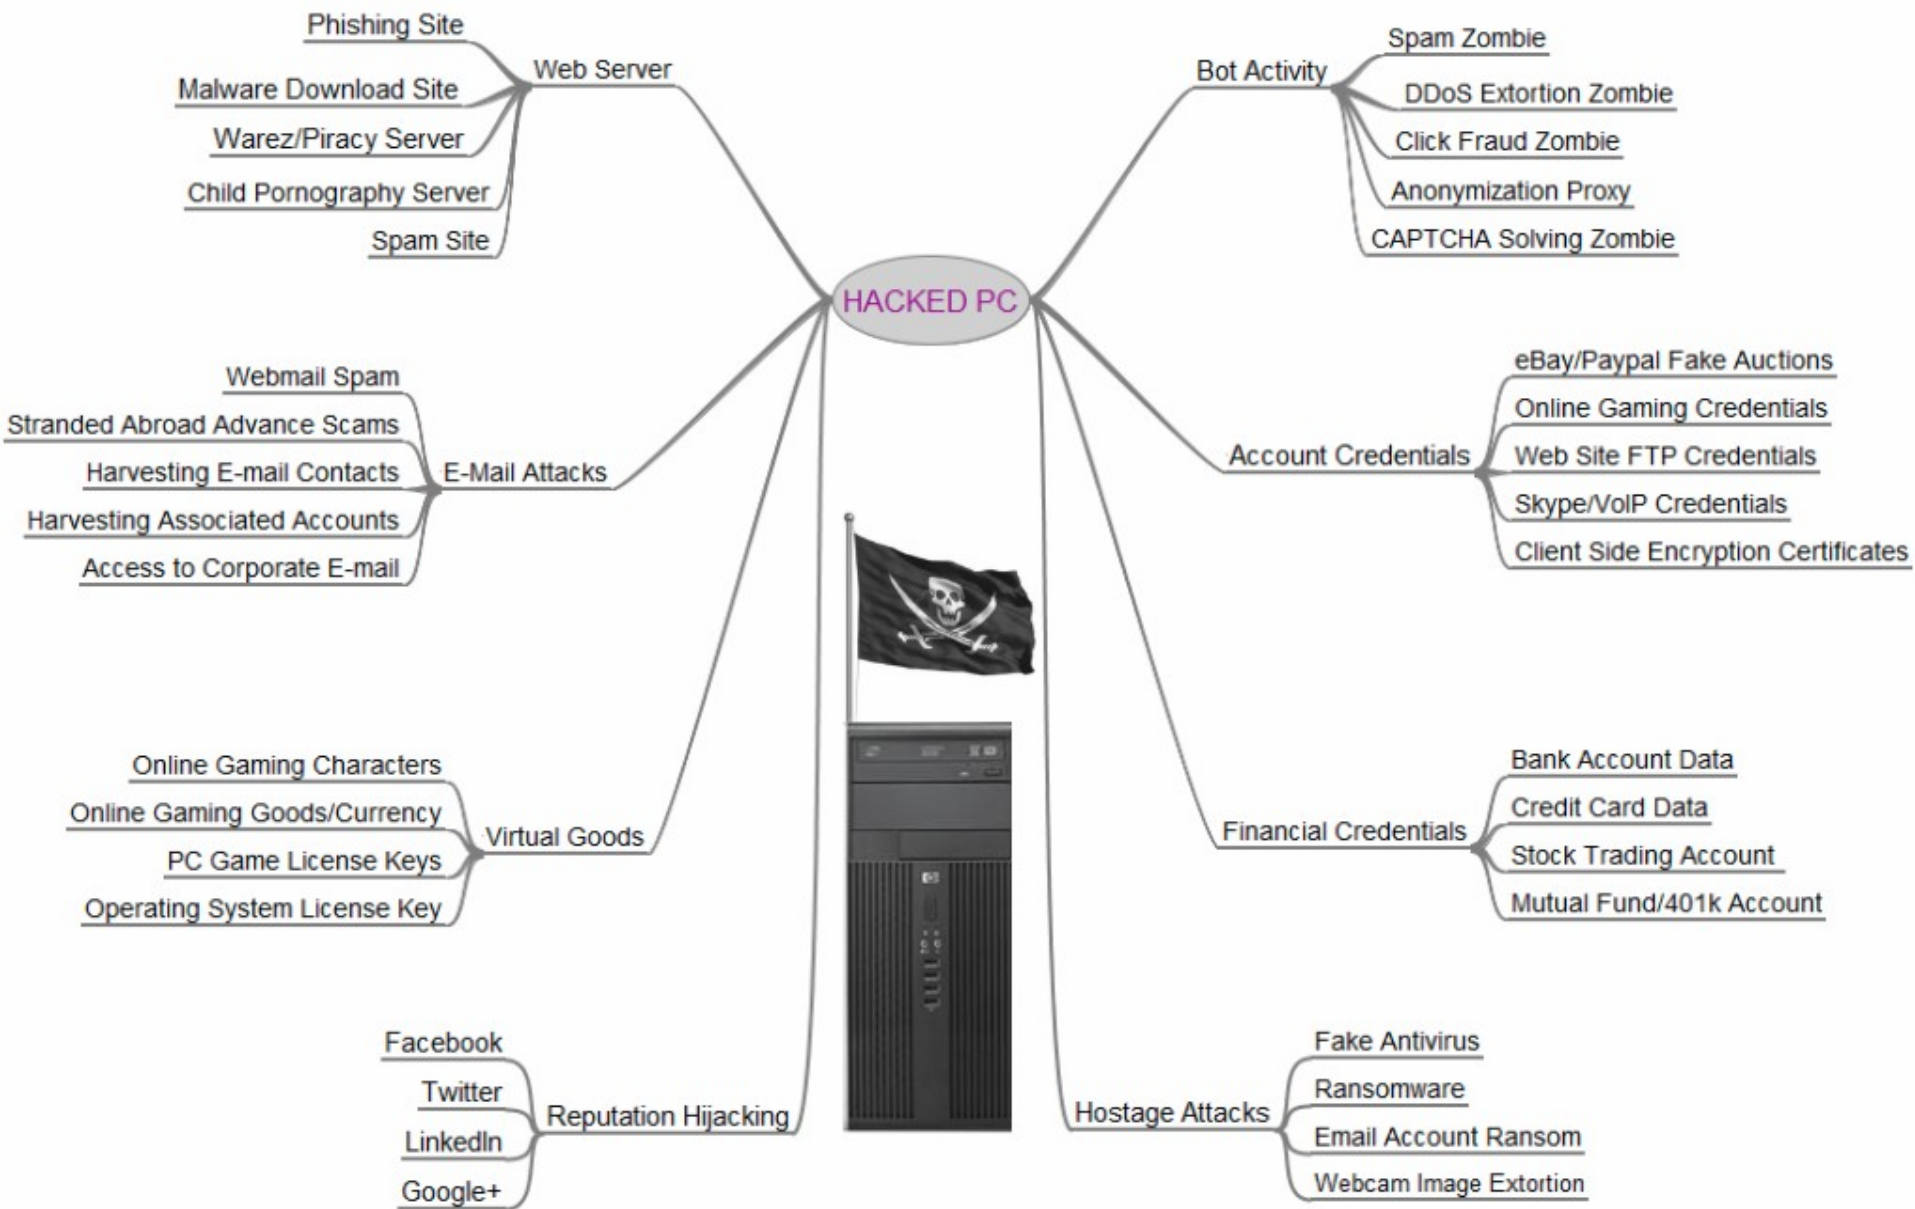 HACKED PC
Web Server
Phishing Site
Malware Download Site
Warez/Piracy Server
Child Pornography Server
Spam Site
E-Mail Attacks
Webmail Spam
Stranded Abroad Advance Scams
Harvesting E-mail Contacts
Harvesting Associated Accounts
Access to Corporate E-mail
Virtual Goods
Online Gaming Characters
Online Gaming Goods/Currency
PC Game License Keys
Operating System License Key
Reputation Hijacking
Facebook
Twitter
LinkedIn
Google+
Bot Activity
Spam Zombie
DDoS Extortion Zombie
Click Fraud Zombie
Anonymization Proxy
CAPTCHA Solving Zombie
Account Credentials
eBay/Paypal Fake Auctions
Online Gaming Credentials
Web Site FTP Credentials
Skype/VoIP Credentials
Client Side Encryption Certificates
Financial Credentials
Bank Account Data
Credit Card Data
Stock Trading Account
Mutual Fund/401k Account
Hostage Attacks
Fake Antivirus
Ransomware
Email Account Ransom
Webcam Image Extortion